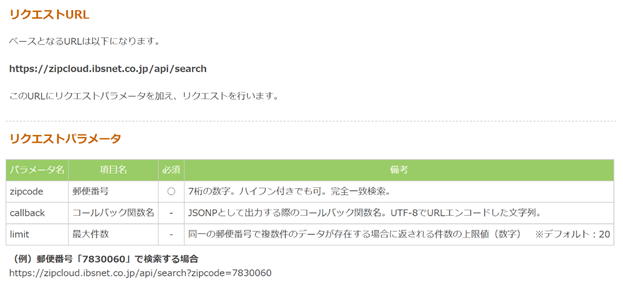 リクエストURL
ベースとなるURLは以下になります。
https://zipcloud.ibsnet.co.jp/api/search
このURLにリクエストパラメータを加え、リクエストを行います。
リクエストパラメータ
パラメータ名 項目名 必須 備考
zipcode 郵便番号 ○ 7桁の数字。ハイフン付きでも可。完全一致検索。
callback コールバック関数名 - JSONPとして出力する際のコールバック関数名。UTF-8でURLエンコードした文字列。
limit 最大件数 - 同一の郵便番号で複数件のデータが存在する場合に返される件数の上限値（数字） ※デフォルト：20
（例）郵便番号「7830060」で検索する場合
https://zipcloud.ibsnet.co.jp/api/search?zipcode=7830060